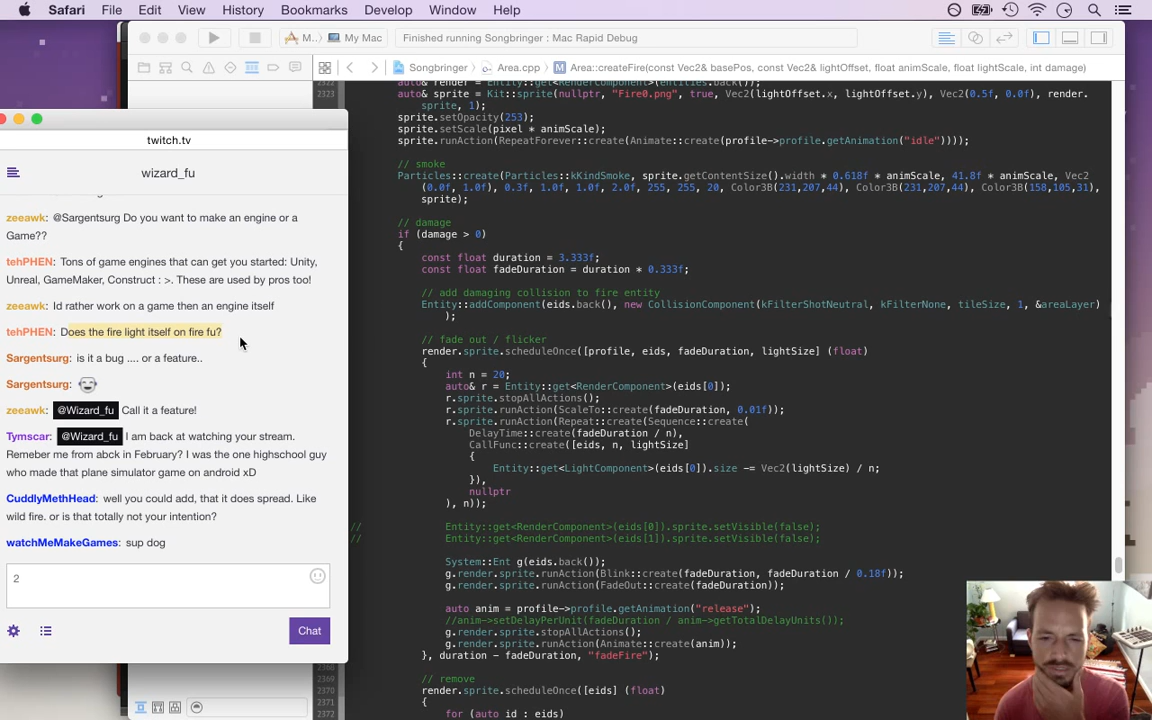 Safari File Edit View History Bookmarks Develop Window Help
M.. My Mac Finished running Songbringer : Mac Rapid Debug
Songbringer Area.cpp M Area::createFire(const Vec2& basePos, const Vec2& lightOffset, float animScale, float lightScale, int damage)
twitch.tv
wizard_fu
zeeawk: @Sargentsurg Do you want to make an engine or a
Game??
tehPHEN: Tons of game engines that can get you started: Unity,
Unreal, GameMaker, Construct : >. These are used by pros too!
zeeawk: Id rather work on a game then an engine itself
tehPHEN: Does the fire light itself on fire fu?
Sargentsurg: is it a bug .... or a feature..
Sargentsurg:
zeeawk: @Wizard_fu Call it a feature!
Tymscar: @Wizard_fu I am back at watching your stream.
Remeber me from abck in February? I was the one highschool guy
who made that plane simulator game on android xD
CuddlyMethHead: well you could add, that it does spread. Like
wild fire. or is that totally not your intention?
watchMeMakeGames: sup dog
2
Chat
2322 auto& render = Entity::get<RenderComponent>(entities.back());
2323 auto& sprite = Kit::sprite(nullptr, "Fire0.png", true, Vec2(lightOffset.x, lightOffset.y), Vec2(0.5f, 0.0f), render.
sprite, 1);
sprite.setOpacity(253);
sprite.setScale(pixel * animScale);
sprite.runAction(RepeatForever::create(Animate::create(profile->profile.getAnimation("idle"))));
// smoke
Particles::create(Particles::kKindSmoke, sprite.getContentSize().width * 0.618f * animScale, 41.8f * animScale, Vec2
(0.0f, 1.0f), 0.3f, 1.0f, 1.0f, 2.0f, 255, 255, 20, Color3B(231,207,44), Color3B(231,207,44), Color3B(158,105,31),
sprite);
// damage
if (damage > 0)
{
const float duration = 3.333f;
const float fadeDuration = duration * 0.333f;
// add damaging collision to fire entity
Entity::addComponent(eids.back(), new CollisionComponent(kFilterShotNeutral, kFilterNone, tileSize, 1, &areaLayer)
);
// fade out / flicker
render.sprite.scheduleOnce([profile, eids, fadeDuration, lightSize] (float)
{
int n = 20;
auto& r = Entity::get<RenderComponent>(eids[0]);
r.sprite.stopAllActions();
r.sprite.runAction(ScaleTo::create(fadeDuration, 0.01f));
r.sprite.runAction(Repeat::create(Sequence::create(
DelayTime::create(fadeDuration / n),
CallFunc::create([eids, n, lightSize]
{
Entity::get<LightComponent>(eids[0]).size -= Vec2(lightSize) / n;
}),
nullptr
), n));
// Entity::get<RenderComponent>(eids[0]).sprite.setVisible(false);
// Entity::get<RenderComponent>(eids[1]).sprite.setVisible(false);
System::Ent g(eids.back());
g.render.sprite.runAction(Blink::create(fadeDuration, fadeDuration / 0.18f));
g.render.sprite.runAction(FadeOut::create(fadeDuration));
auto anim = profile->profile.getAnimation("release");
//anim->setDelayPerUnit(fadeDuration / anim->getTotalDelayUnits());
g.render.sprite.stopAllActions();
g.render.sprite.runAction(Animate::create(anim));
}, duration - fadeDuration, "fadeFire");
// remove
2370 render.sprite.scheduleOnce([eids] (float)
2371 {
2372 for (auto id : eids)